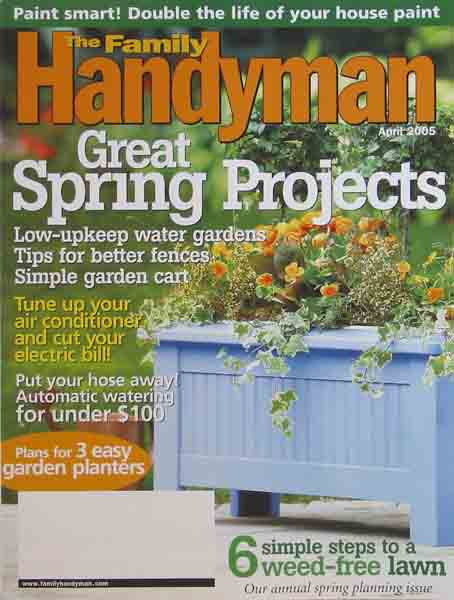 Paint smart! Double the life of your house paint
The Family
Handyman
April 2005
Great
Spring Projects
Low-upkeep water gardens
Tips for better fences
Simple garden cart
Tune up your
air conditioner
and cut your
electric bill!
Put your hose away!
Automatic watering
for under $100
Plans for 3 easy
garden planters
6 simple steps to a
weed-free lawn
Our annual spring planning issue
www.familyhandyman.com